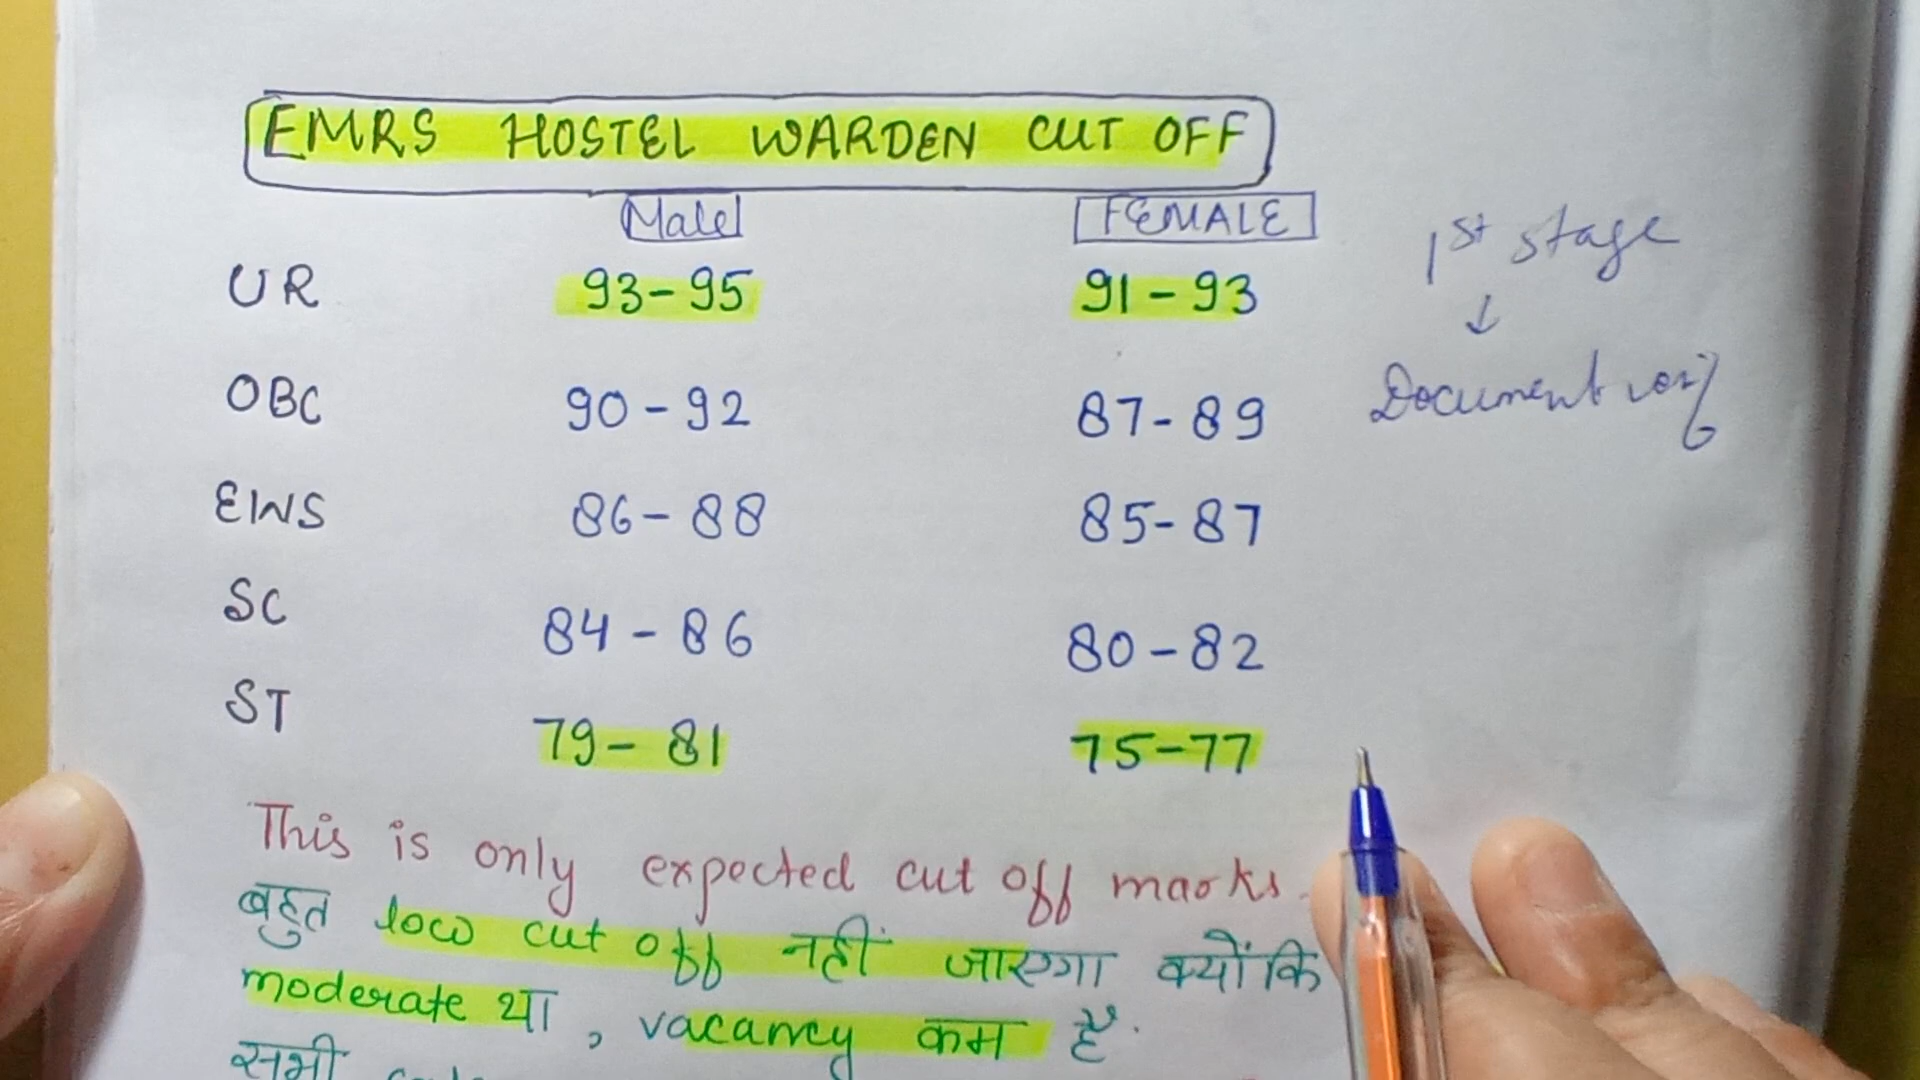 EMRS HOSTEL WARDEN CUT OFF
Male FEMALE
UR 93-95 91-93
OBC 90-92 87-89
EWS 86-88 85-87
SC 84-86 80-82
ST 79-81 75-77
1st stage
↓
Document
This is only expected cut off marks.
बहुत low cut off नहीं जाएगा क्योंकि
moderate था, vacancy कम है.
सभी